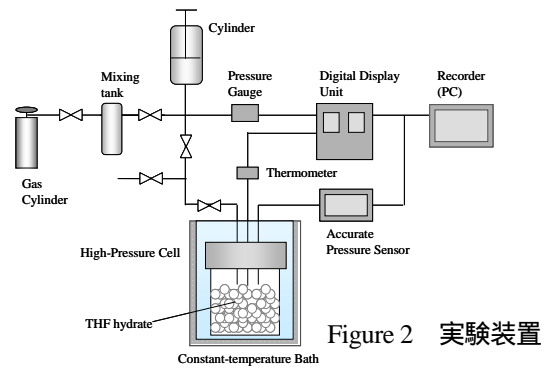 Cylinder
Mixing
tank
Pressure
Gauge
Digital Display
Unit
Recorder
(PC)
Gas
Cylinder
Thermometer
Accurate
Pressure Sensor
High-Pressure Cell
THF hydrate
Constant-temperature Bath
Figure 2 実験装置